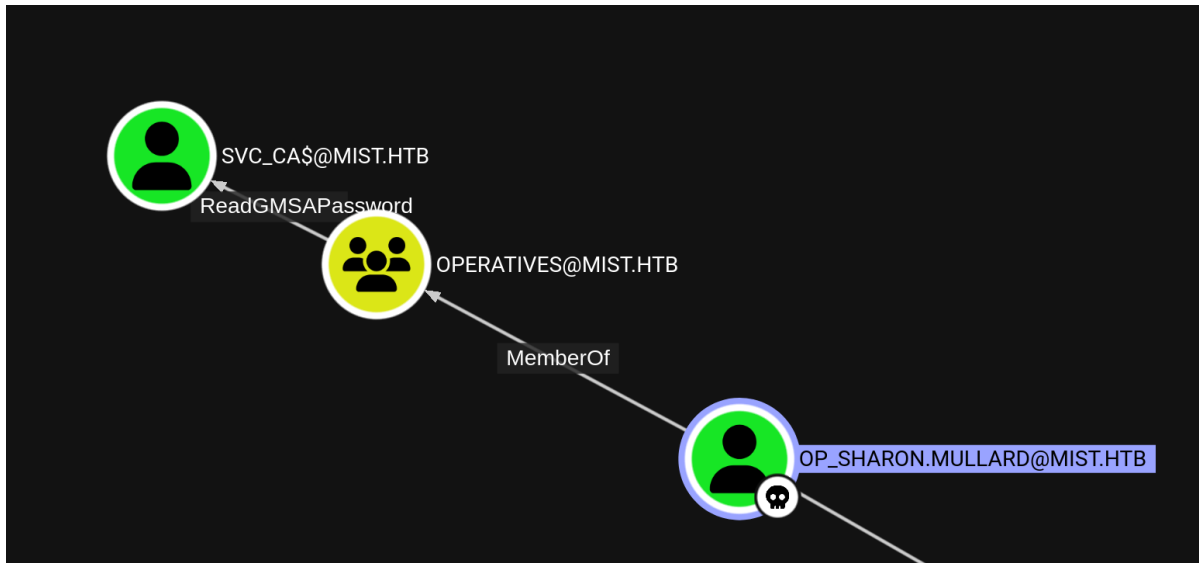 SVC_CA$@MIST.HTB
ReadGMSAPassword
OPERATIVES@MIST.HTB
MemberOf
OP_SHARON.MULLARD@MIST.HTB